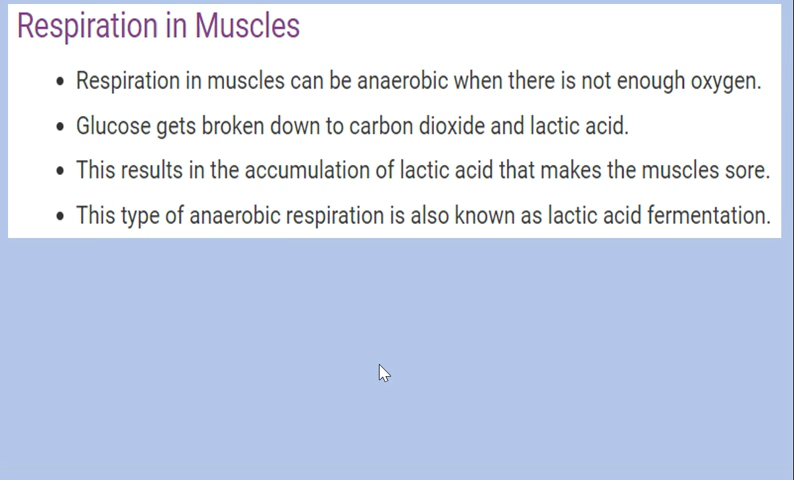 Respiration in Muscles
• Respiration in muscles can be anaerobic when there is not enough oxygen.
• Glucose gets broken down to carbon dioxide and lactic acid.
• This results in the accumulation of lactic acid that makes the muscles sore.
• This type of anaerobic respiration is also known as lactic acid fermentation.